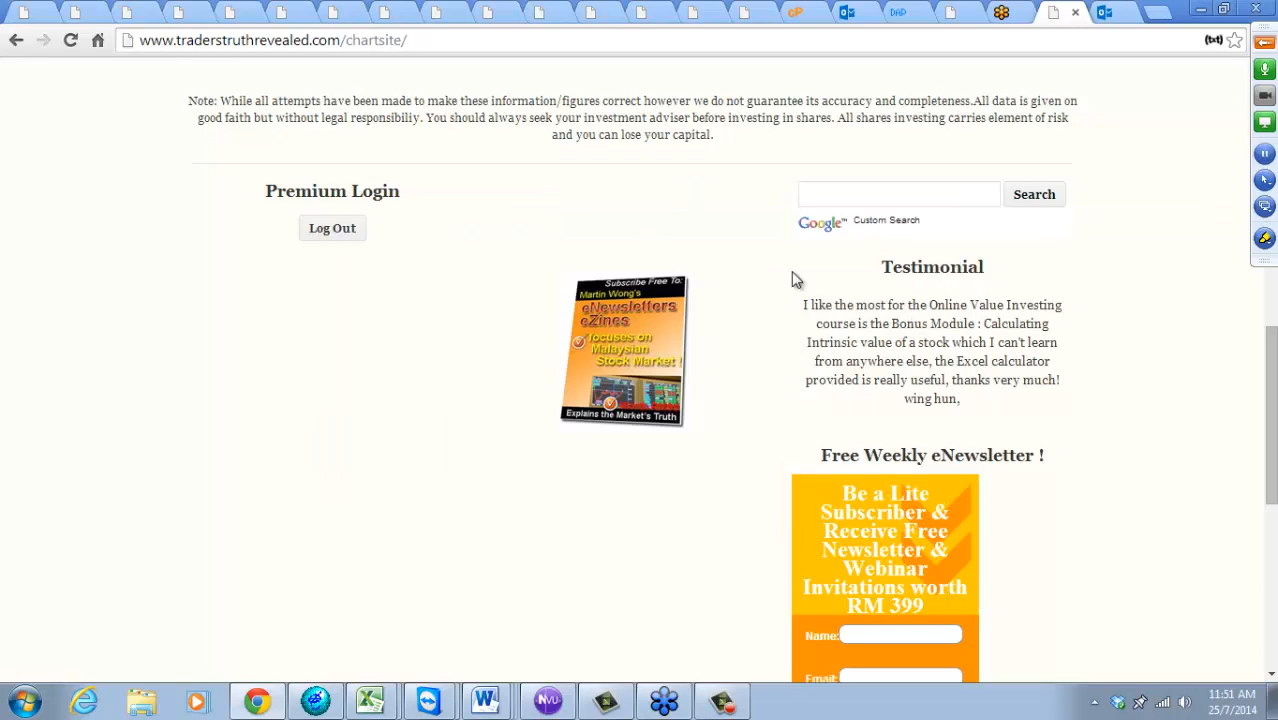 www.traderstruthrevealed.com/chartsite/
(txt)
Note: While all attempts have been made to make these information/figures correct however we do not guarantee its accuracy and completeness.All data is given on
good faith but without legal responsibiliy. You should always seek your investment adviser before investing in shares. All shares investing carries element of risk
and you can lose your capital.
Premium Login
Log Out
Search
Google™ Custom Search
Subscribe Free To:
Martin Wong's
eNewsletters
eZines
focuses on
Malaysian
Stock Market !
Explains the Market's Truth
Testimonial
I like the most for the Online Value Investing
course is the Bonus Module : Calculating
Intrinsic value of a stock which I can't learn
from anywhere else, the Excel calculator
provided is really useful, thanks very much!
wing hun,
Free Weekly eNewsletter !
Be a Lite
Subscriber &
Receive Free
Newsletter &
Webinar
Invitations worth
RM 399
Name:
Email:
11:51 AM
25/7/2014